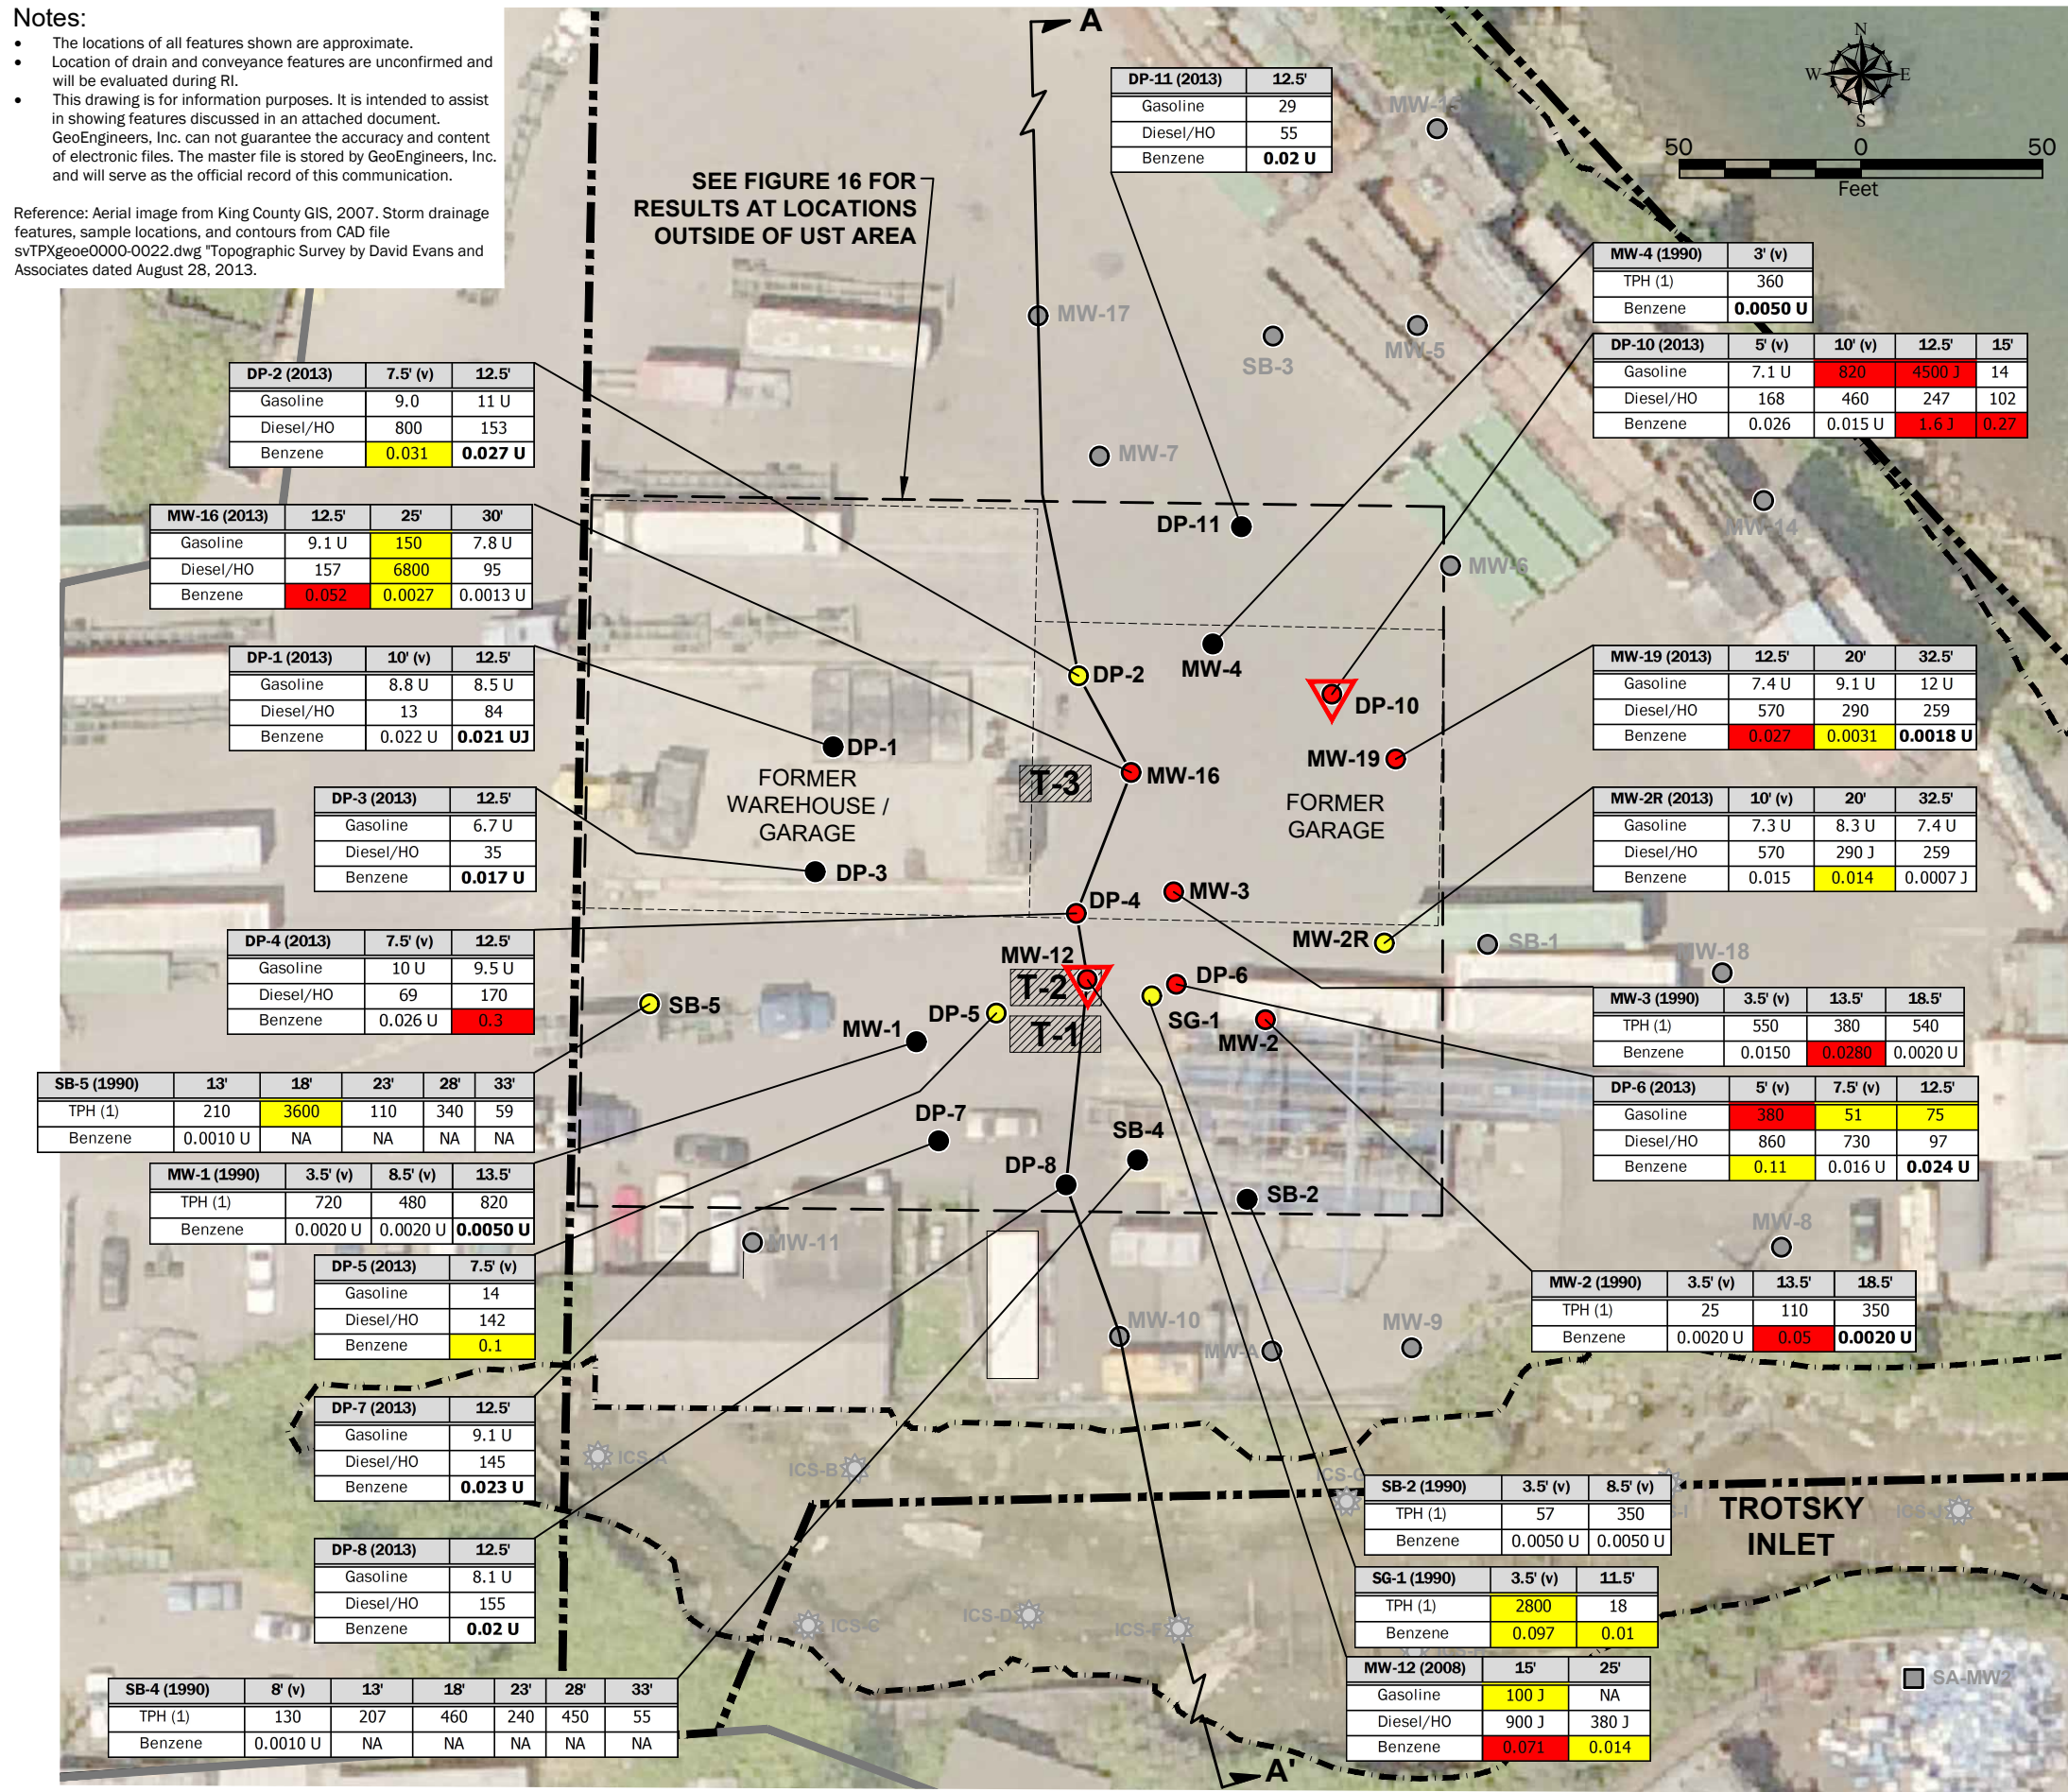 Notes:
• The locations of all features shown are approximate.
• Location of drain and conveyance features are unconfirmed and
will be evaluated during RI.
• This drawing is for information purposes. It is intended to assist
in showing features discussed in an attached document.
GeoEngineers, Inc. can not guarantee the accuracy and content
of electronic files. The master file is stored by GeoEngineers, Inc.
and will serve as the official record of this communication.
Reference: Aerial image from King County GIS, 2007. Storm drainage
features, sample locations, and contours from CAD file
svTPXgeoe0000-0022.dwg "Topographic Survey by David Evans and
Associates dated August 28, 2013.
A
N
W E
S
50 0 50
Feet
SEE FIGURE 16 FOR
RESULTS AT LOCATIONS
OUTSIDE OF UST AREA
DP-11 (2013) 12.5'
Gasoline 29
Diesel/HO 55
Benzene 0.02 U
MW-4 (1990) 3' (v)
TPH (1) 360
Benzene 0.0050 U
DP-10 (2013) 5' (v) 10' (v) 12.5' 15'
Gasoline 7.1 U 820 4500 J 14
Diesel/HO 168 460 247 102
Benzene 0.026 0.015 U 1.6 J 0.27
DP-2 (2013) 7.5' (v) 12.5'
Gasoline 9.0 11 U
Diesel/HO 800 153
Benzene 0.031 0.027 U
MW-16 (2013) 12.5' 25' 30'
Gasoline 9.1 U 150 7.8 U
Diesel/HO 157 6800 95
Benzene 0.052 0.0027 0.0013 U
DP-1 (2013) 10' (v) 12.5'
Gasoline 8.8 U 8.5 U
Diesel/HO 13 84
Benzene 0.022 U 0.021 UJ
DP-3 (2013) 12.5'
Gasoline 6.7 U
Diesel/HO 35
Benzene 0.017 U
DP-4 (2013) 7.5' (v) 12.5'
Gasoline 10 U 9.5 U
Diesel/HO 69 170
Benzene 0.026 U 0.3
SB-5 (1990) 13' 18' 23' 28' 33'
TPH (1) 210 3600 110 340 59
Benzene 0.0010 U NA NA NA NA
MW-1 (1990) 3.5' (v) 8.5' (v) 13.5'
TPH (1) 720 480 820
Benzene 0.0020 U 0.0020 U 0.0050 U
DP-5 (2013) 7.5' (v)
Gasoline 14
Diesel/HO 142
Benzene 0.1
DP-7 (2013) 12.5'
Gasoline 9.1 U
Diesel/HO 145
Benzene 0.023 U
DP-8 (2013) 12.5'
Gasoline 8.1 U
Diesel/HO 155
Benzene 0.02 U
SB-4 (1990) 8' (v) 13' 18' 23' 28' 33'
TPH (1) 130 207 460 240 450 55
Benzene 0.0010 U NA NA NA NA NA
MW-19 (2013) 12.5' 20' 32.5'
Gasoline 7.4 U 9.1 U 12 U
Diesel/HO 570 290 259
Benzene 0.027 0.0031 0.0018 U
MW-2R (2013) 10' (v) 20' 32.5'
Gasoline 7.3 U 8.3 U 7.4 U
Diesel/HO 570 290 J 259
Benzene 0.015 0.014 0.0007 J
MW-3 (1990) 3.5' (v) 13.5' 18.5'
TPH (1) 550 380 540
Benzene 0.0150 0.0280 0.0020 U
DP-6 (2013) 5' (v) 7.5' (v) 12.5'
Gasoline 380 51 75
Diesel/HO 860 730 97
Benzene 0.11 0.016 U 0.024 U
MW-2 (1990) 3.5' (v) 13.5' 18.5'
TPH (1) 25 110 350
Benzene 0.0020 U 0.05 0.0020 U
SB-2 (1990) 3.5' (v) 8.5' (v)
TPH (1) 57 350
Benzene 0.0050 U 0.0050 U
SG-1 (1990) 3.5' (v) 11.5'
TPH (1) 2800 18
Benzene 0.097 0.01
MW-12 (2008) 15' 25'
Gasoline 100 J NA
Diesel/HO 900 J 380 J
Benzene 0.071 0.014
MW-15
MW-17
SB-3
MW-5
MW-7
MW-14
DP-11
MW-6
MW-4
DP-2
DP-10
DP-1
MW-19
MW-16
T-3
FORMER
WAREHOUSE /
GARAGE
FORMER
GARAGE
DP-3
MW-3
DP-4
MW-2R
SB-1
MW-18
MW-12
T-2
DP-6
SB-5
DP-5
SG-1
MW-1
T-1
MW-2
DP-7
SB-4
DP-8
SB-2
MW-11
MW-8
MW-10
MW-A
MW-9
ICS-A
ICS-B
ICS-G
ICS-C
ICS-D
ICS-F
ICS-J
TROTSKY
INLET
SA-MW2
A'